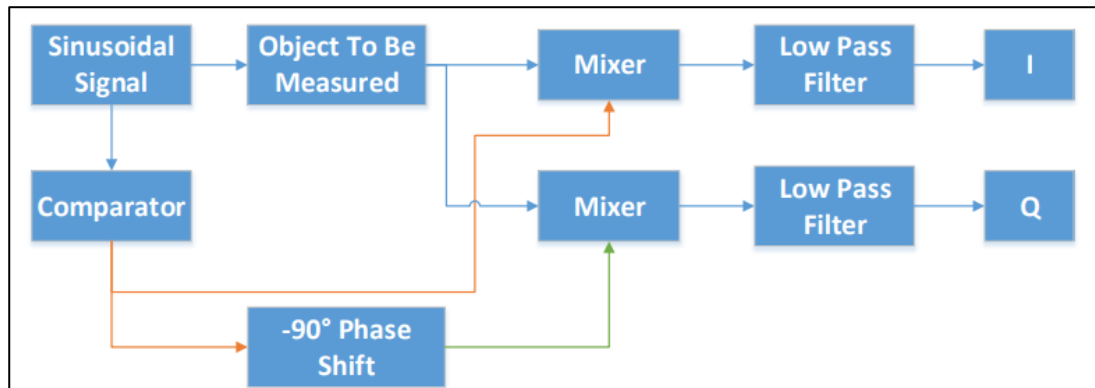 Sinusoidal
Signal
Object To Be
Measured
Mixer
Low Pass
Filter
I
Comparator
Mixer
Low Pass
Filter
Q
-90° Phase
Shift